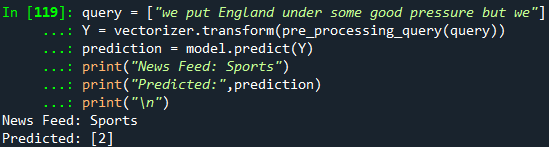 In [119]: query = ["we put England under some good pressure but we"]
...: Y = vectorizer.transform(pre_processing_query(query))
...: prediction = model.predict(Y)
...: print("News Feed: Sports")
...: print("Predicted:",prediction)
...: print("\n")
News Feed: Sports
Predicted: [2]